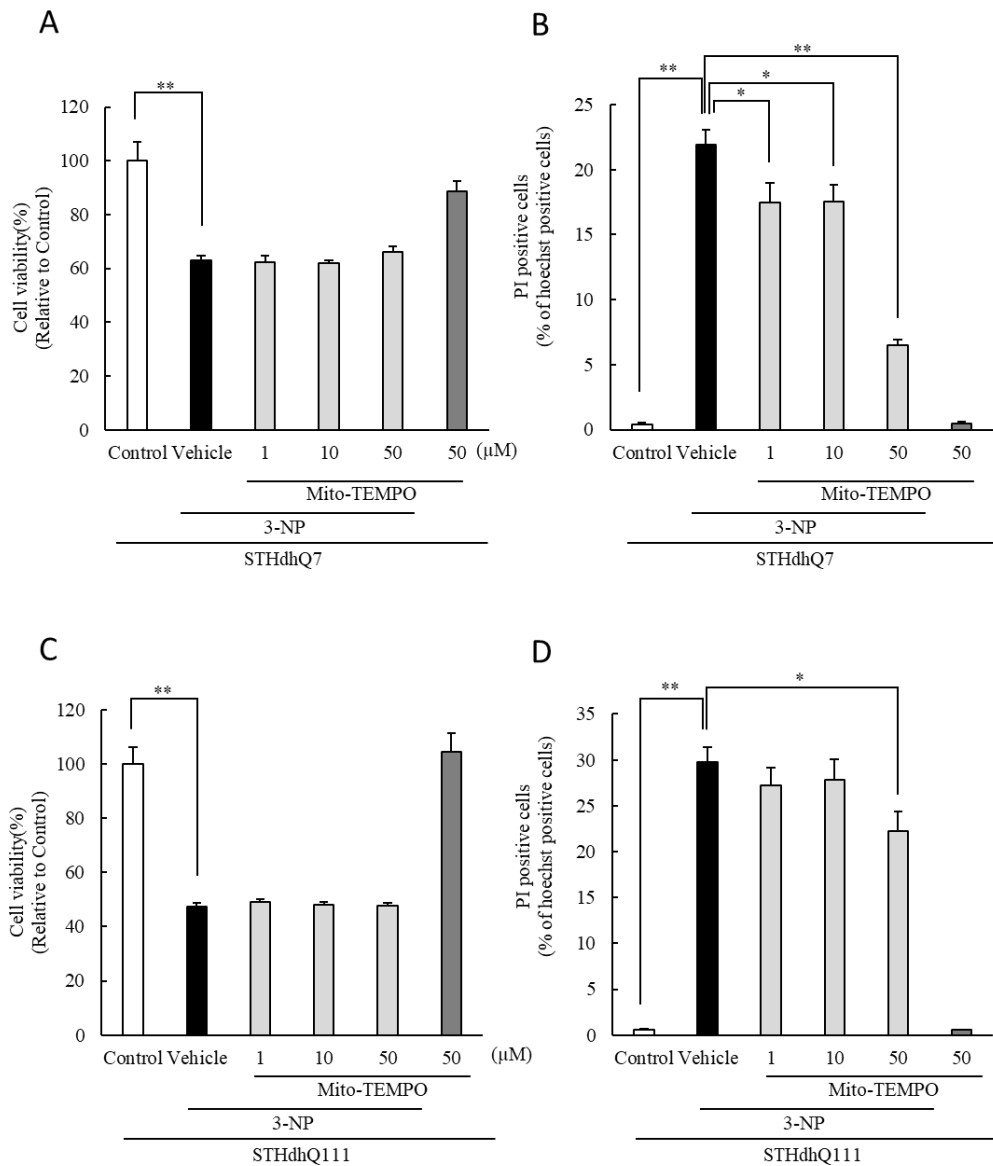 A
**
120
100
80
60
40
20
0
Cell viability(%)
(Relative to Control)
Control Vehicle 1 10 50 50 (μM)
Mito-TEMPO
3-NP
STHdhQ7
B
**
**
*
*
25
20
15
10
5
0
PI positive cells
(% of hoechst positive cells)
Control Vehicle 1 10 50 50
Mito-TEMPO
3-NP
STHdhQ7
C
**
120
100
80
60
40
20
0
Cell viability(%)
(Relative to Control)
Control Vehicle 1 10 50 50 (μM)
Mito-TEMPO
3-NP
STHdhQ111
D
**
*
35
30
25
20
15
10
5
0
PI positive cells
(% of hoechst positive cells)
Control Vehicle 1 10 50 50
Mito-TEMPO
3-NP
STHdhQ111